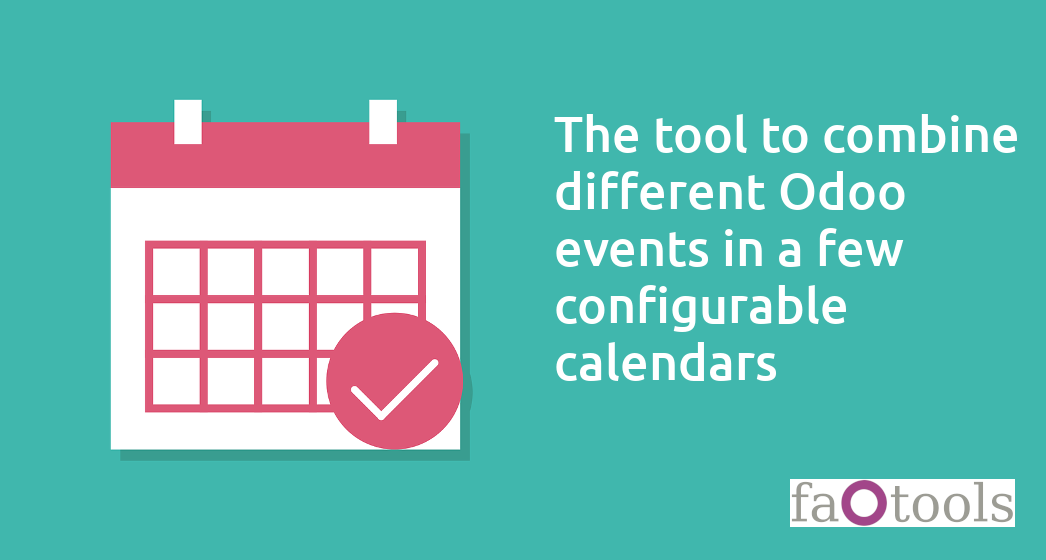 The tool to combine
different Odoo
events in a few
configurable
calendars
faOtools